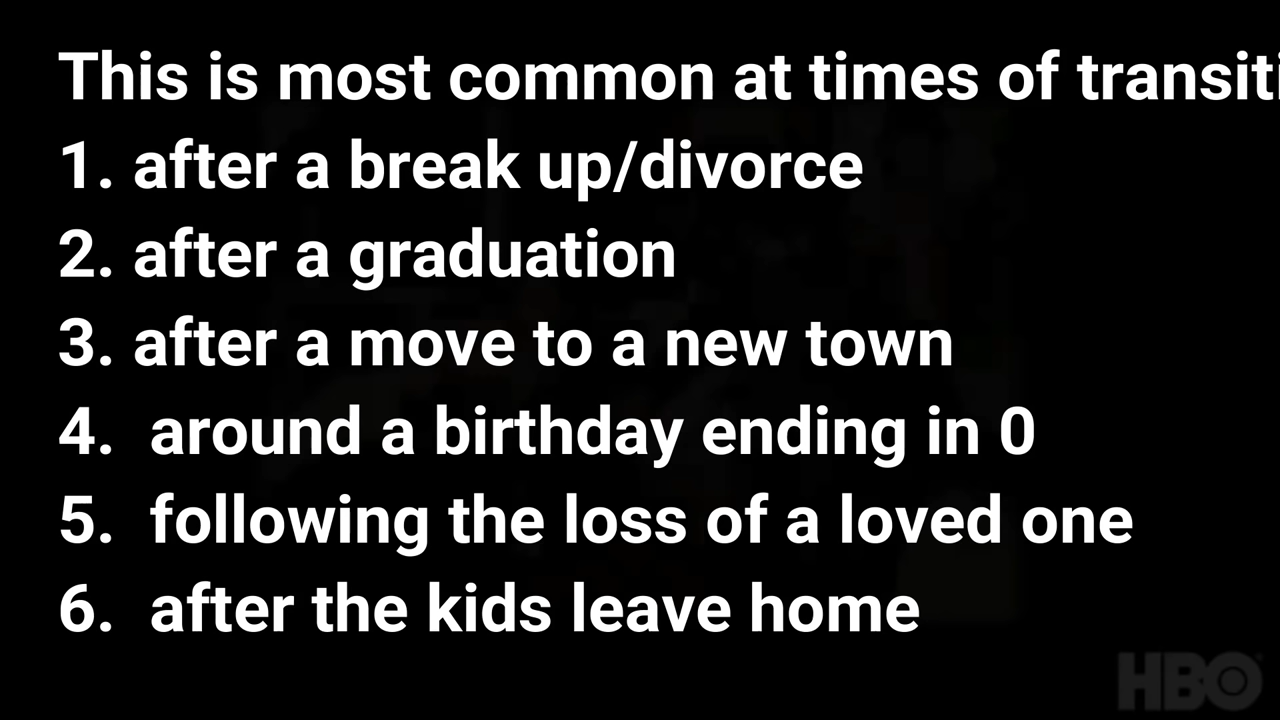 This is most common at times of transiti
1. after a break up/divorce
2. after a graduation
3. after a move to a new town
4. around a birthday ending in 0
5. following the loss of a loved one
6. after the kids leave home
HBO